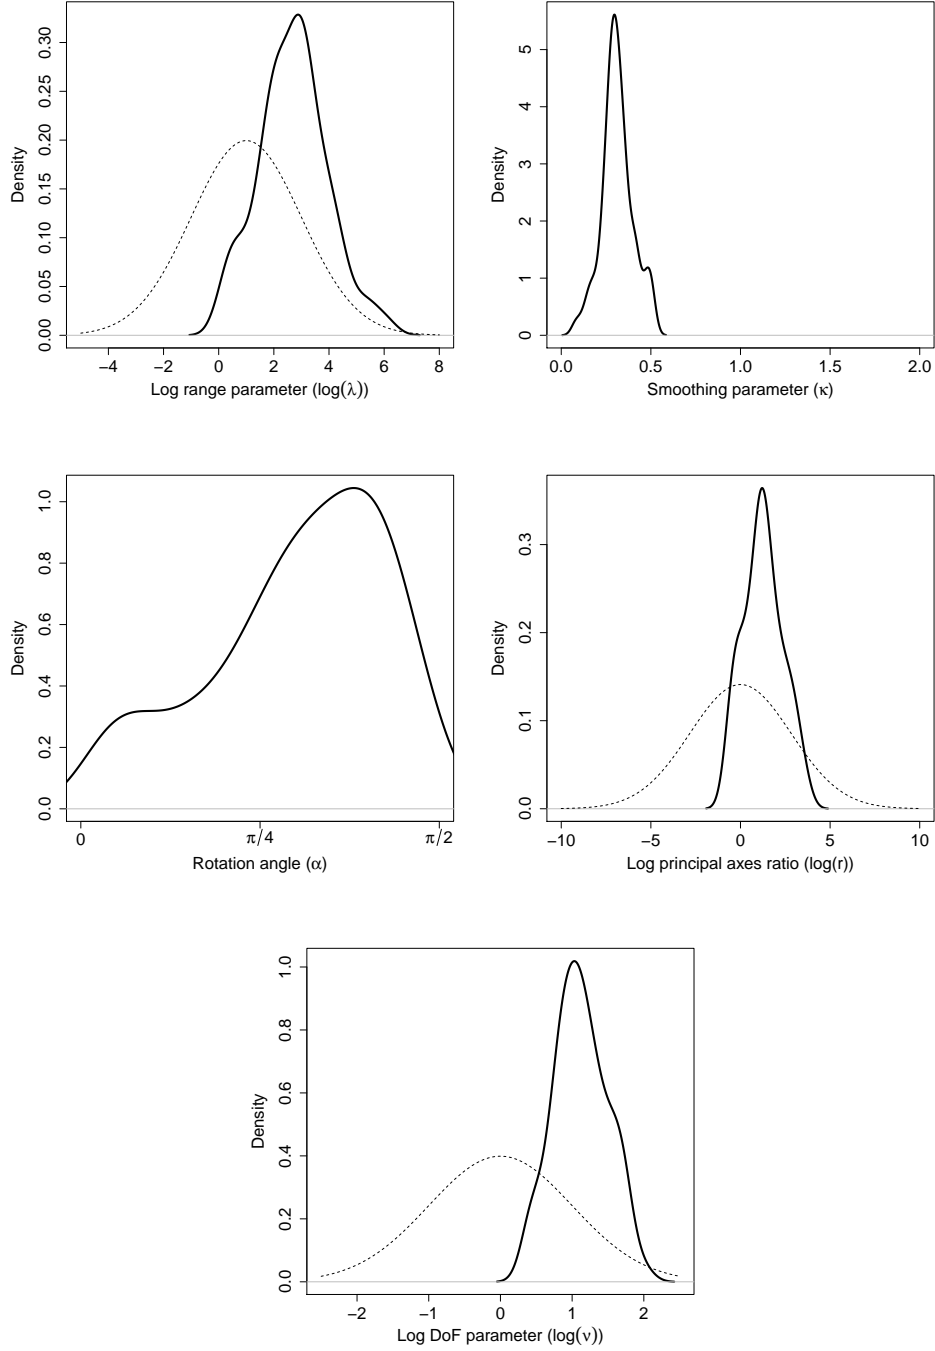 Density
0.00 0.05 0.10 0.15 0.20 0.25 0.30
−4 −2 0 2 4 6 8
Log range parameter (log(λ))
Density
0 1 2 3 4 5
0.0 0.5 1.0 1.5 2.0
Smoothing parameter (κ)
Density
0.0 0.2 0.4 0.6 0.8 1.0
0 π/4 π/2
Rotation angle (α)
Density
0.0 0.1 0.2 0.3
−10 −5 0 5 10
Log principal axes ratio (log(r))
Density
0.0 0.2 0.4 0.6 0.8 1.0
−2 −1 0 1 2
Log DoF parameter (log(ν))